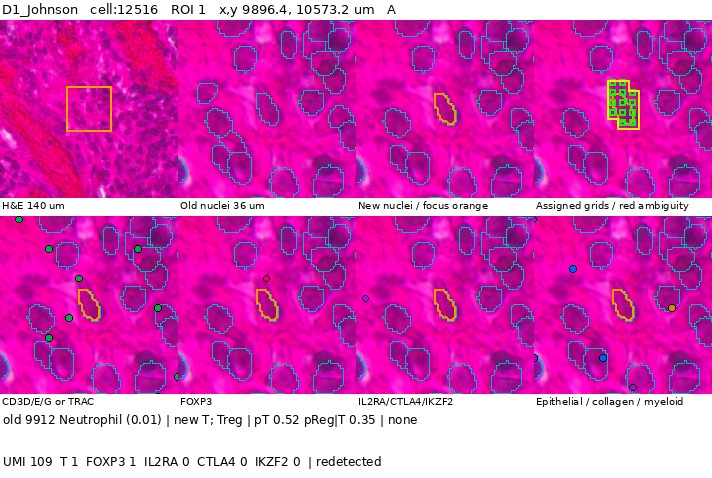 D1_Johnson cell:12516 ROI 1 x,y 9896.4, 10573.2 um A
H&E 140 um Old nuclei 36 um New nuclei / focus orange Assigned grids / red ambiguity
CD3D/E/G or TRAC FOXP3 IL2RA/CTLA4/IKZF2 Epithelial / collagen / myeloid
old 9912 Neutrophil (0.01) | new T; Treg | pT 0.52 pReg|T 0.35 | none
UMI 109 T 1 FOXP3 1 IL2RA 0 CTLA4 0 IKZF2 0 | redetected